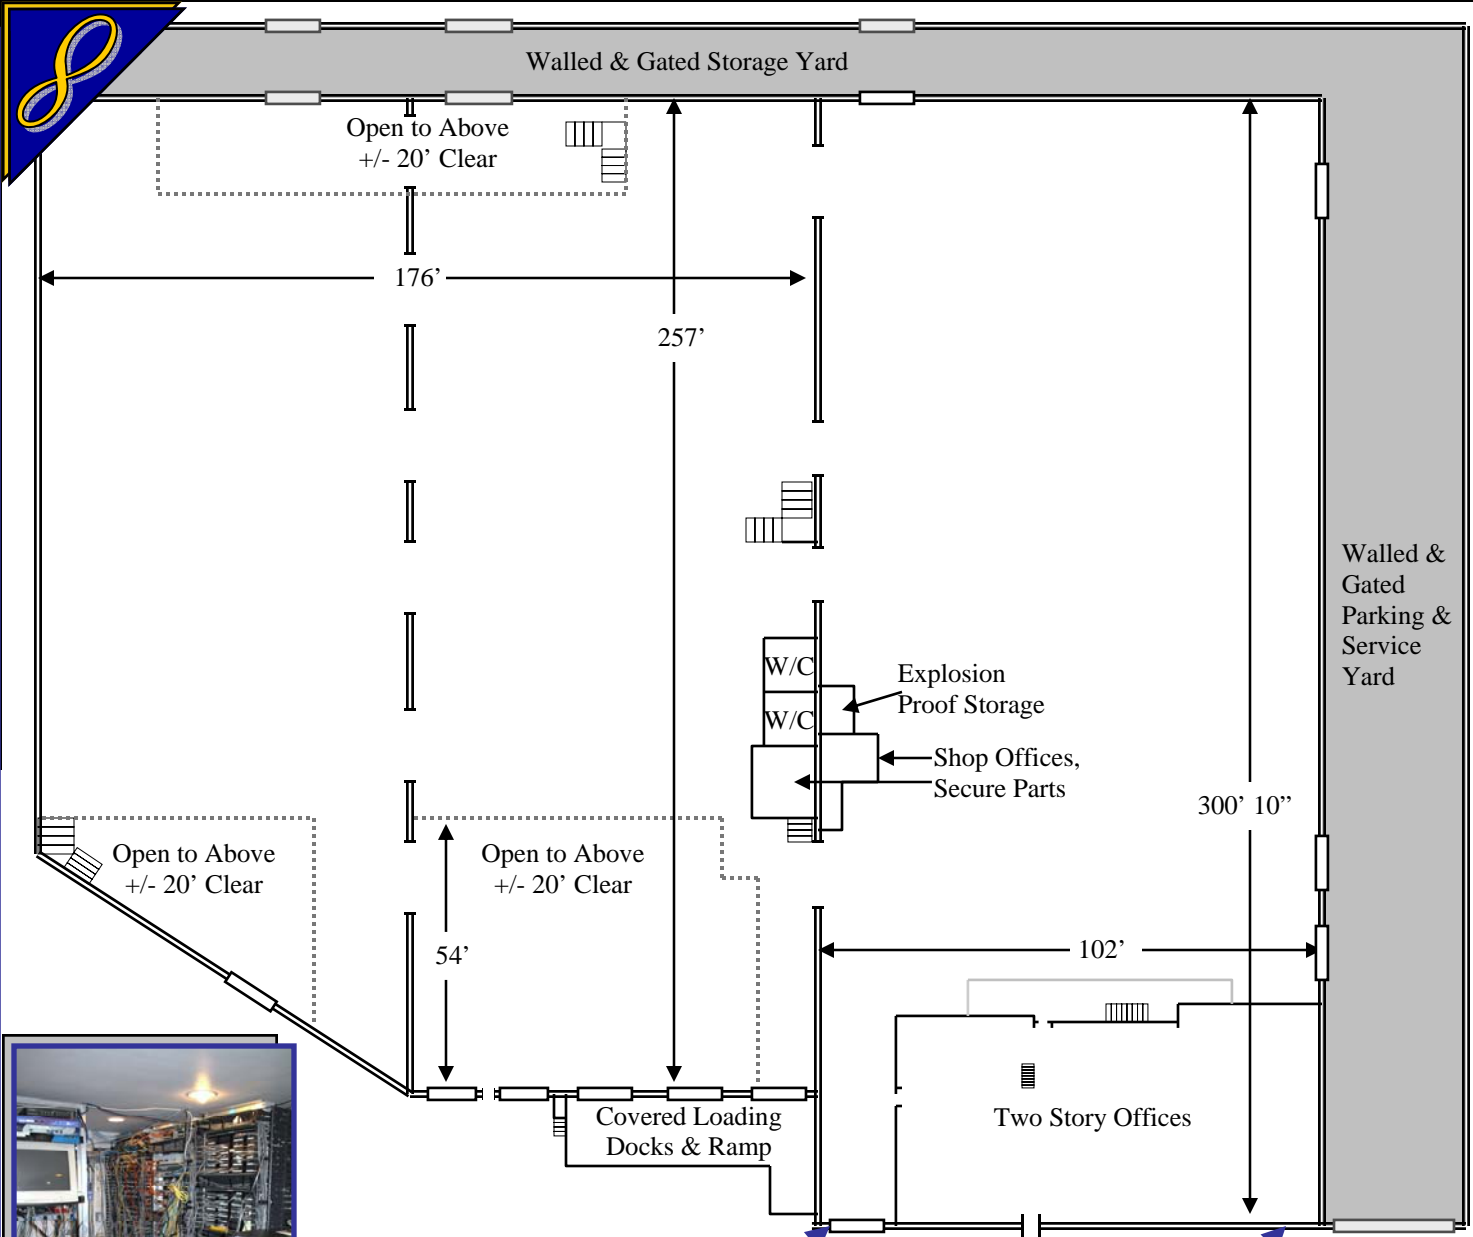 Walled & Gated Storage Yard
Open to Above
+/- 20’ Clear
176’
257’
Walled &
Gated
Parking &
Service
Yard
W/C
W/C
Explosion
Proof Storage
Shop Offices,
Secure Parts
300’ 10”
Open to Above
+/- 20’ Clear
Open to Above
+/- 20’ Clear
54’
102’
Covered Loading
Docks & Ramp
Two Story Offices